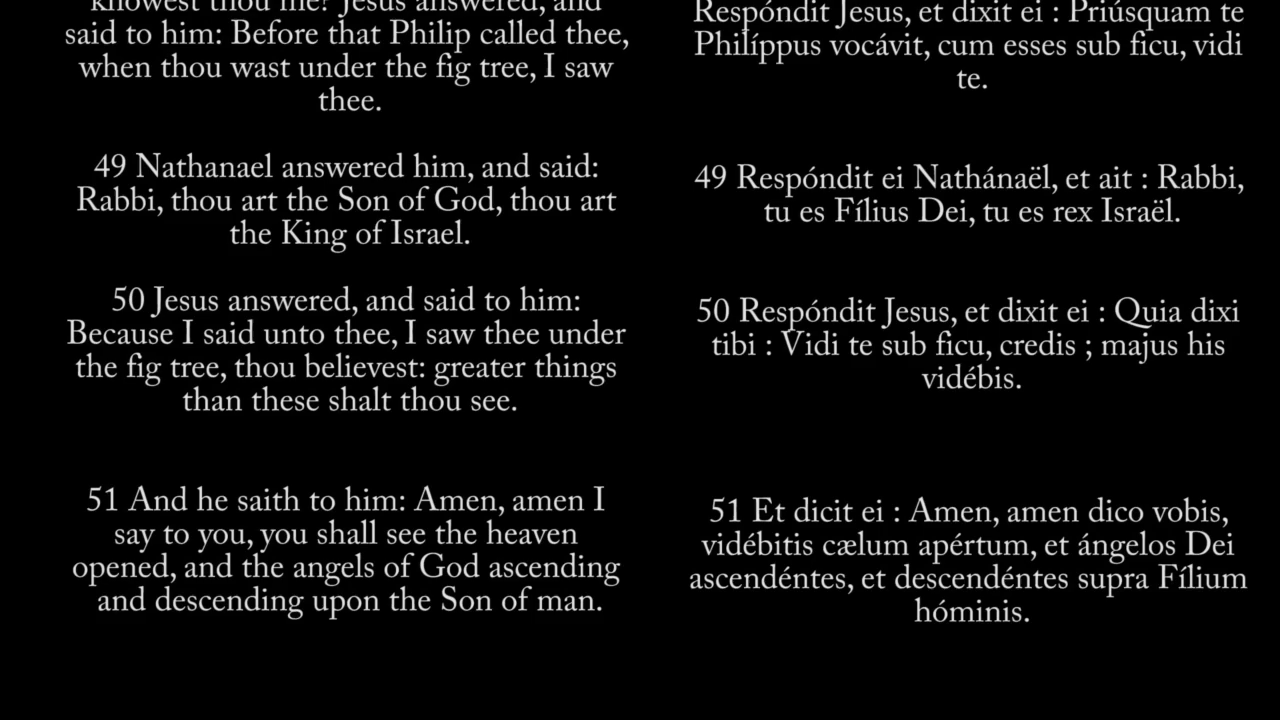 knowest thou me? Jesus answered, and
said to him: Before that Philip called thee,
when thou wast under the fig tree, I saw
thee.
49 Nathanael answered him, and said:
Rabbi, thou art the Son of God, thou art
the King of Israel.
50 Jesus answered, and said to him:
Because I said unto thee, I saw thee under
the fig tree, thou believest: greater things
than these shalt thou see.
51 And he saith to him: Amen, amen I
say to you, you shall see the heaven
opened, and the angels of God ascending
and descending upon the Son of man.
Respóndit Jesus, et dixit ei : Priúsquam te
Philíppus vocávit, cum esses sub ficu, vidi
te.
49 Respóndit ei Nathánaël, et ait : Rabbi,
tu es Fílius Dei, tu es rex Israël.
50 Respóndit Jesus, et dixit ei : Quia dixi
tibi : Vidi te sub ficu, credis ; majus his
vidébis.
51 Et dicit ei : Amen, amen dico vobis,
vidébitis cælum apértum, et ángelos Dei
ascendéntes, et descendéntes supra Fílium
hóminis.